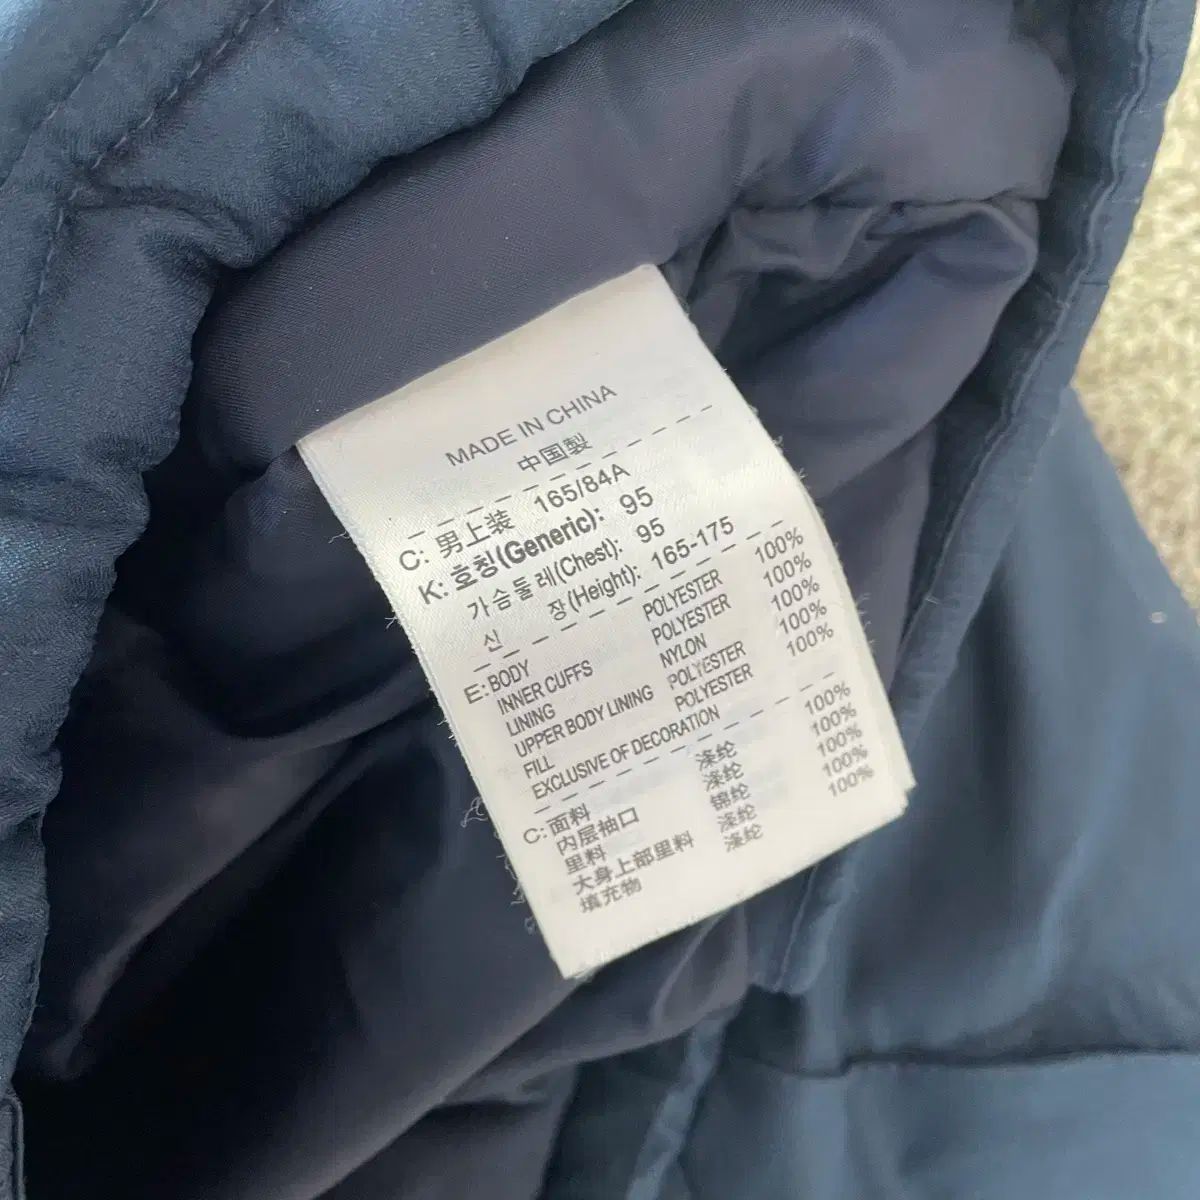 MADE IN CHINA
中国製
C: 男上装 165/84A
K: 호칭(Generic): 95
가슴둘레(Chest): 95
신 장(Height): 165-175
E: BODY POLYESTER 100%
INNER CUFFS POLYESTER 100%
LINING NYLON 100%
UPPER BODY LINING POLYESTER 100%
FILL POLYESTER 100%
EXCLUSIVE OF DECORATION
C: 面料 涤纶 100%
内层袖口 涤纶 100%
里料 锦纶 100%
大身上部里料 涤纶 100%
填充物 涤纶 100%